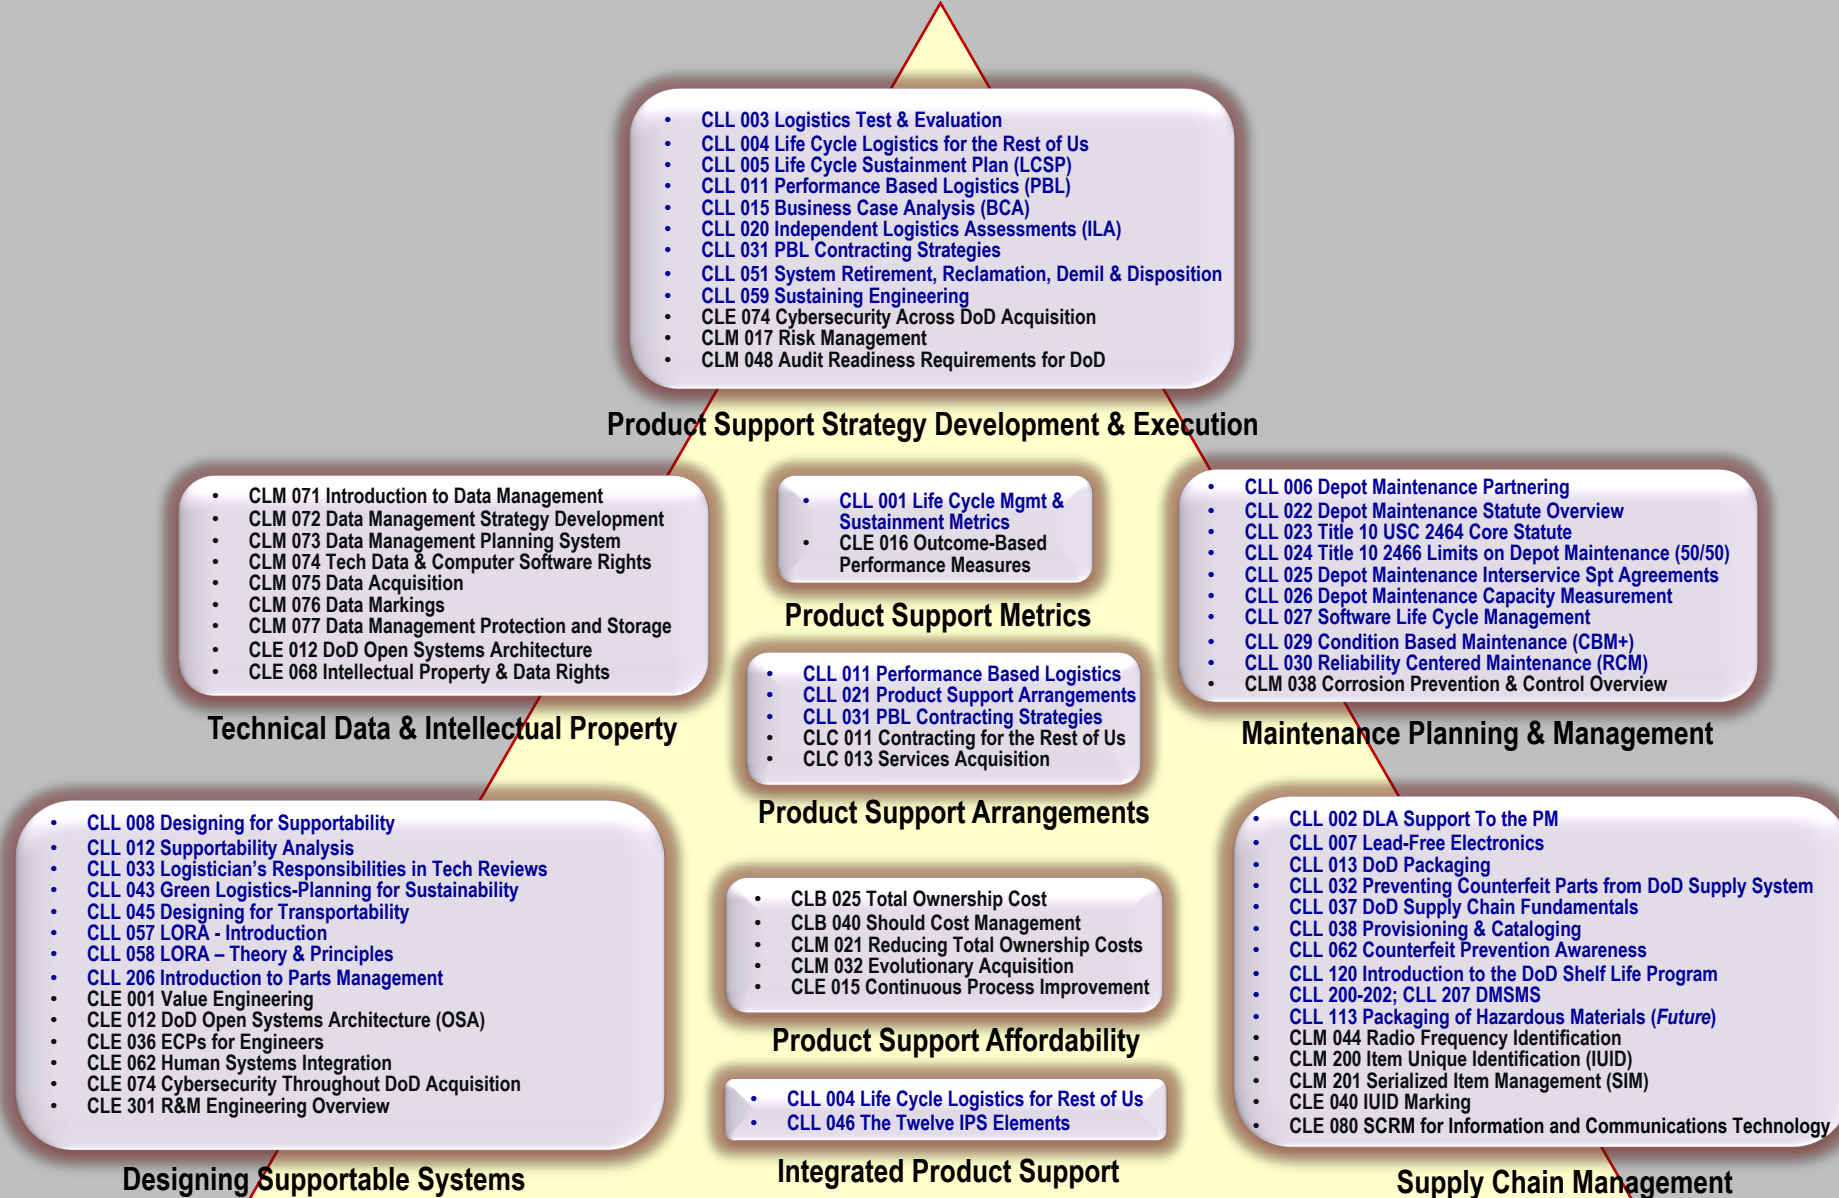 • CLL 003 Logistics Test & Evaluation
• CLL 004 Life Cycle Logistics for the Rest of Us
• CLL 005 Life Cycle Sustainment Plan (LCSP)
• CLL 011 Performance Based Logistics (PBL)
• CLL 015 Business Case Analysis (BCA)
• CLL 020 Independent Logistics Assessments (ILA)
• CLL 031 PBL Contracting Strategies
• CLL 051 System Retirement, Reclamation, Demil & Disposition
• CLL 059 Sustaining Engineering
• CLE 074 Cybersecurity Across DoD Acquisition
• CLM 017 Risk Management
• CLM 048 Audit Readiness Requirements for DoD
Product Support Strategy Development & Execution
• CLM 071 Introduction to Data Management
• CLM 072 Data Management Strategy Development
• CLM 073 Data Management Planning System
• CLM 074 Tech Data & Computer Software Rights
• CLM 075 Data Acquisition
• CLM 076 Data Markings
• CLM 077 Data Management Protection and Storage
• CLE 012 DoD Open Systems Architecture
• CLE 068 Intellectual Property & Data Rights
Technical Data & Intellectual Property
• CLL 001 Life Cycle Mgmt &
Sustainment Metrics
• CLE 016 Outcome-Based
Performance Measures
Product Support Metrics
• CLL 006 Depot Maintenance Partnering
• CLL 022 Depot Maintenance Statute Overview
• CLL 023 Title 10 USC 2464 Core Statute
• CLL 024 Title 10 2466 Limits on Depot Maintenance (50/50)
• CLL 025 Depot Maintenance Interservice Spt Agreements
• CLL 026 Depot Maintenance Capacity Measurement
• CLL 027 Software Life Cycle Management
• CLL 029 Condition Based Maintenance (CBM+)
• CLL 030 Reliability Centered Maintenance (RCM)
• CLM 038 Corrosion Prevention & Control Overview
Maintenance Planning & Management
• CLL 011 Performance Based Logistics
• CLL 021 Product Support Arrangements
• CLL 031 PBL Contracting Strategies
• CLC 011 Contracting for the Rest of Us
• CLC 013 Services Acquisition
Product Support Arrangements
• CLL 008 Designing for Supportability
• CLL 012 Supportability Analysis
• CLL 033 Logistician’s Responsibilities in Tech Reviews
• CLL 043 Green Logistics-Planning for Sustainability
• CLL 045 Designing for Transportability
• CLL 057 LORA - Introduction
• CLL 058 LORA – Theory & Principles
• CLL 206 Introduction to Parts Management
• CLE 001 Value Engineering
• CLE 012 DoD Open Systems Architecture (OSA)
• CLE 036 ECPs for Engineers
• CLE 062 Human Systems Integration
• CLE 074 Cybersecurity Throughout DoD Acquisition
• CLE 301 R&M Engineering Overview
Designing Supportable Systems
• CLB 025 Total Ownership Cost
• CLB 040 Should Cost Management
• CLM 021 Reducing Total Ownership Costs
• CLM 032 Evolutionary Acquisition
• CLE 015 Continuous Process Improvement
Product Support Affordability
• CLL 004 Life Cycle Logistics for Rest of Us
• CLL 046 The Twelve IPS Elements
Integrated Product Support
• CLL 002 DLA Support To the PM
• CLL 007 Lead-Free Electronics
• CLL 013 DoD Packaging
• CLL 032 Preventing Counterfeit Parts from DoD Supply System
• CLL 037 DoD Supply Chain Fundamentals
• CLL 038 Provisioning & Cataloging
• CLL 062 Counterfeit Prevention Awareness
• CLL 120 Introduction to the DoD Shelf Life Program
• CLL 200-202; CLL 207 DMSMS
• CLL 113 Packaging of Hazardous Materials (Future)
• CLM 044 Radio Frequency Identification
• CLM 200 Item Unique Identification (IUID)
• CLM 201 Serialized Item Management (SIM)
• CLE 040 IUID Marking
• CLE 080 SCRM for Information and Communications Technology
Supply Chain Management